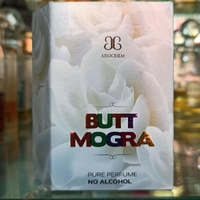 AROCHEM
BUTT
MOGRA
PURE PERFUME
NO ALCOHOL